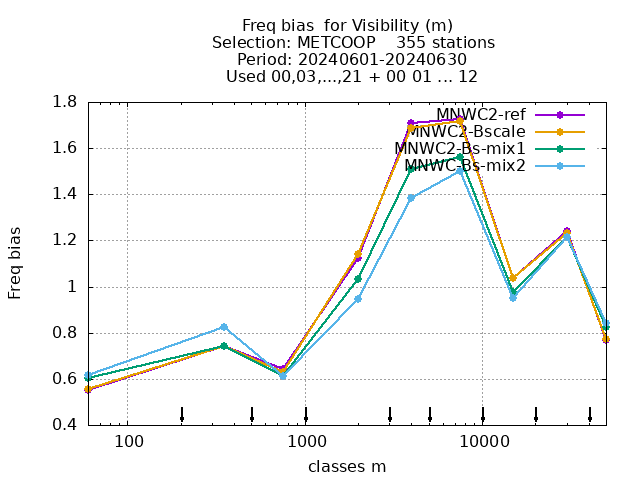 Freq bias  for Visibility (m)
Selection: METCOOP    355 stations
Period: 20240601-20240630
Used 00,03,...,21 + 00 01 ... 12
MNWC2-ref
MNWC2-Bscale
MNWC2-Bs-mix1
MNWC-Bs-mix2
Freq bias
1.8
1.6
1.4
1.2
1
0.8
0.6
0.4
100 1000 10000
classes m